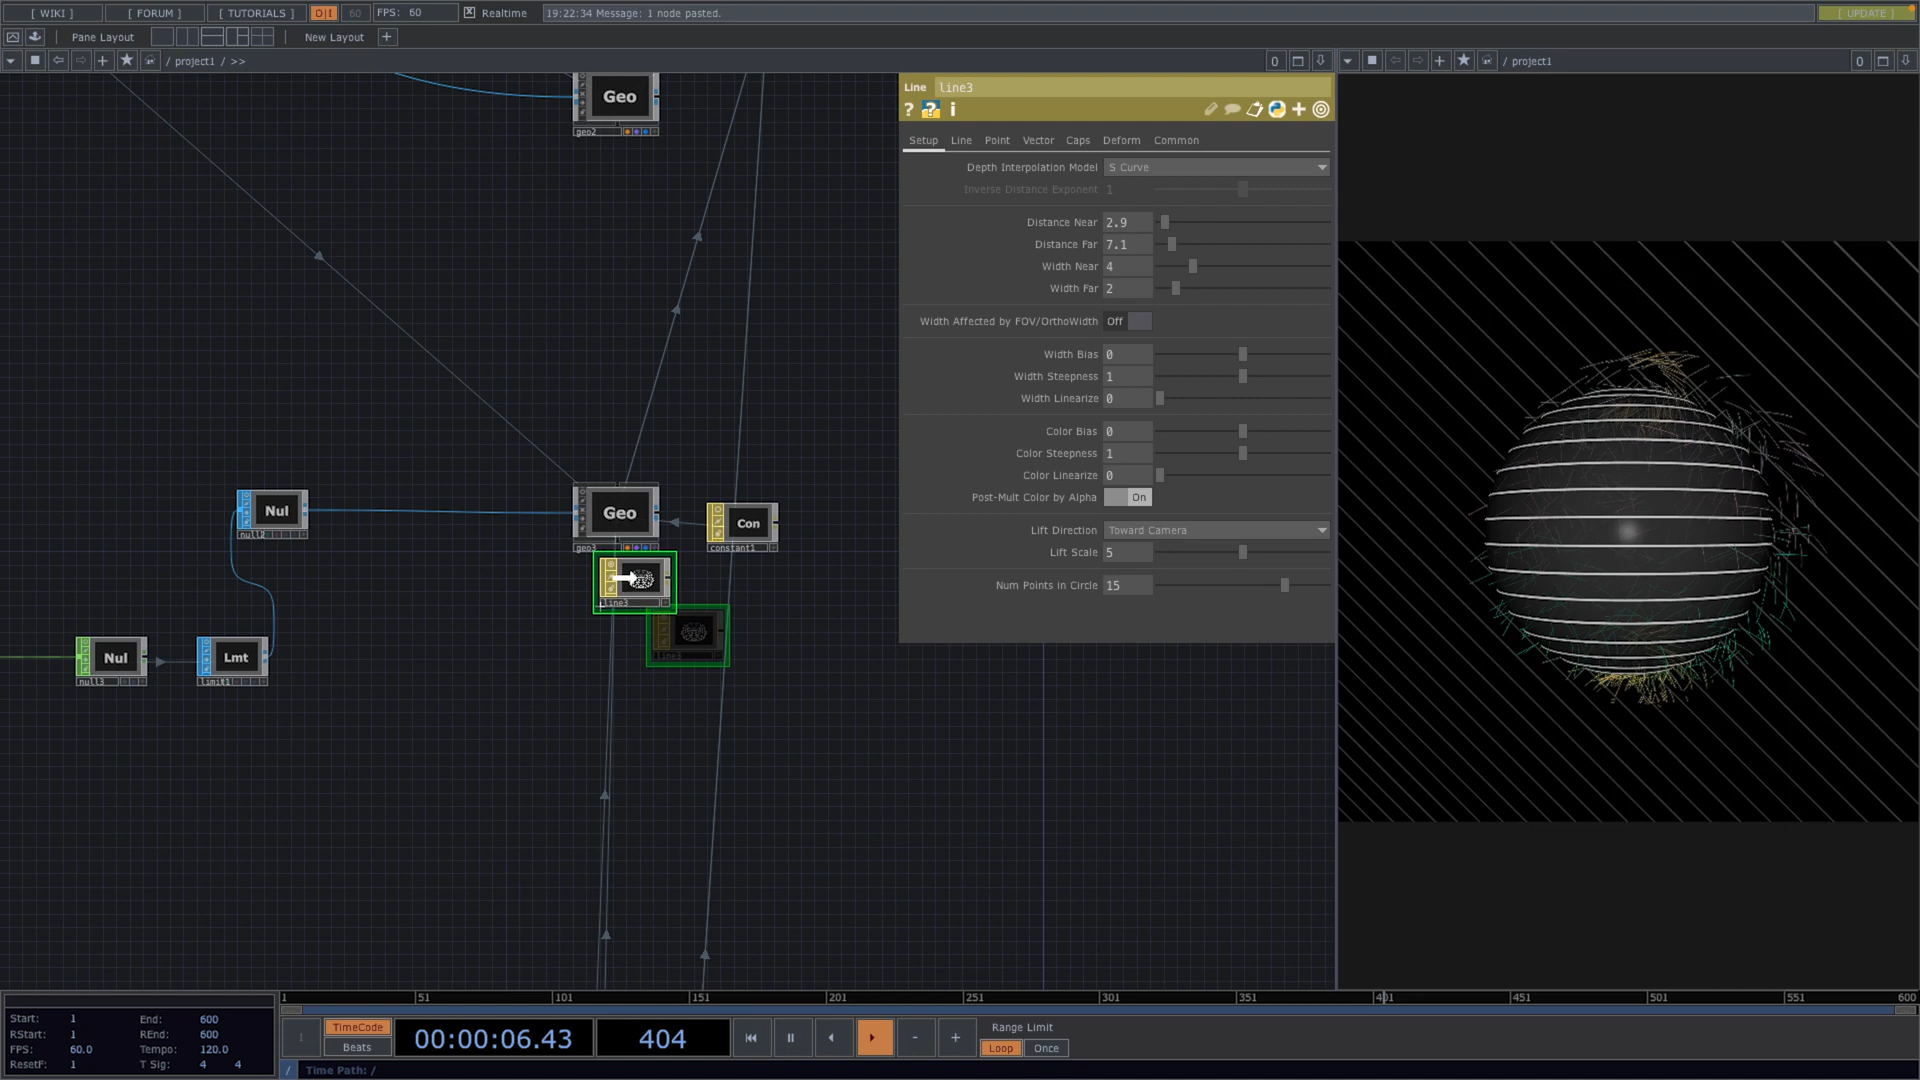 [ WIKI ] [ FORUM ] [ TUTORIALS ] O|I 60 FPS: 60 Realtime 19:22:34 Message: 1 node pasted. [ UPDATE ]
Pane Layout New Layout +
/ project1 / >> 0 / project1 0
Geo
geo2
Line line3
? ? i
Setup Line Point Vector Caps Deform Common
Depth Interpolation Model S Curve
Inverse Distance Exponent 1
Distance Near 2.9
Distance Far 7.1
Width Near 4
Width Far 2
Width Affected by FOV/OrthoWidth Off
Width Bias 0
Width Steepness 1
Width Linearize 0
Color Bias 0
Color Steepness 1
Color Linearize 0
Post-Mult Color by Alpha On
Lift Direction Toward Camera
Lift Scale 5
Num Points in Circle 15
Nul
null2
Geo
geo3
Con
constant1
line3
line3
Nul
null3
Lmt
limit1
1 51 101 151 201 251 301 351 401 451 501 551 600
Start: 1 End: 600
RStart: 1 REnd: 600
FPS: 60.0 Tempo: 120.0
ResetF: 1 T Sig: 4 4
1 TimeCode Beats 00:00:06.43 404 - + Range Limit
Loop Once
/ Time Path: /